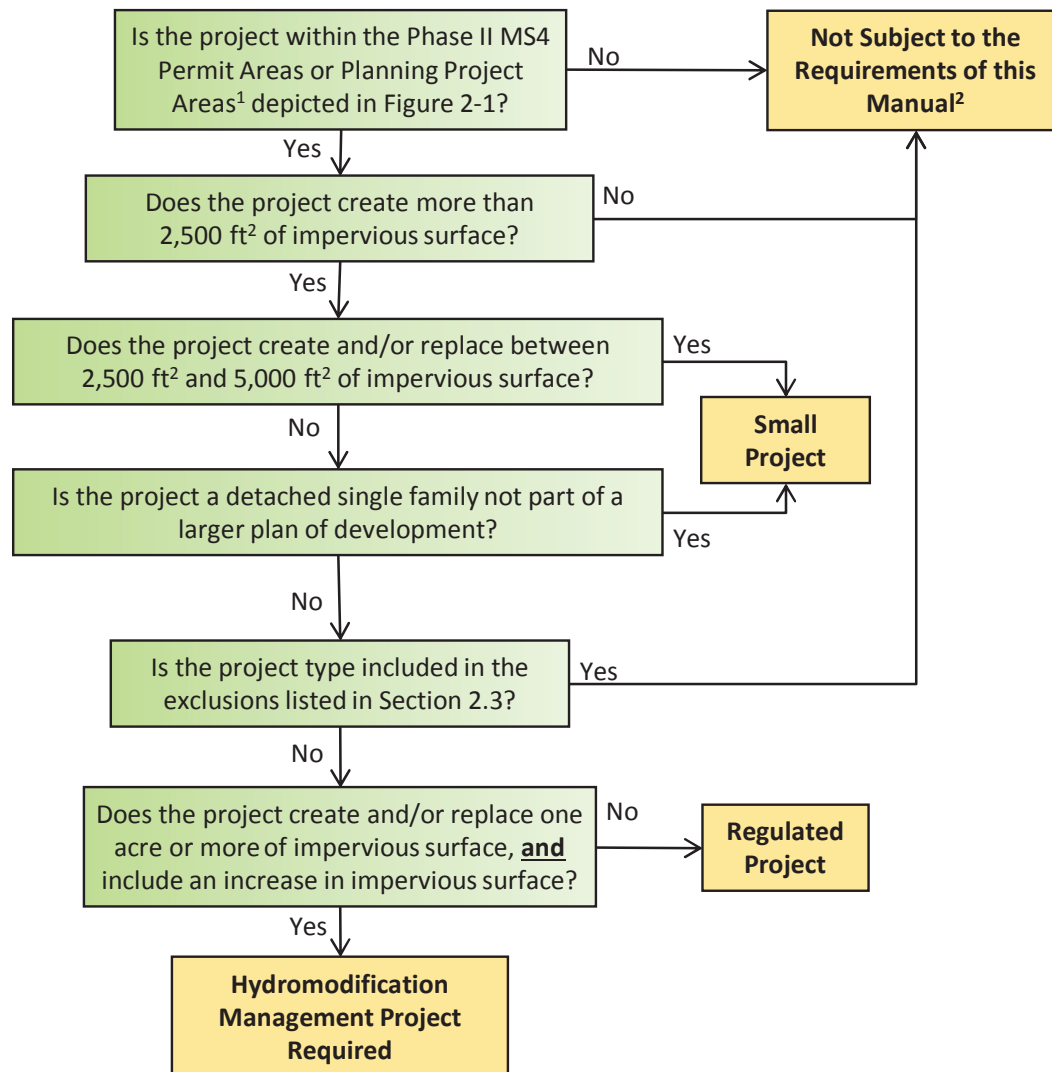 Is the project within the Phase II MS4
Permit Areas or Planning Project
Areas¹ depicted in Figure 2-1?
No
Not Subject to the
Requirements of this
Manual²
Yes
Does the project create more than
2,500 ft² of impervious surface?
No
Yes
Does the project create and/or replace between
2,500 ft² and 5,000 ft² of impervious surface?
Yes
No
Small
Project
Is the project a detached single family not part of a
larger plan of development?
Yes
No
Is the project type included in the
exclusions listed in Section 2.3?
Yes
No
Does the project create and/or replace one
acre or more of impervious surface, and
include an increase in impervious surface?
No
Regulated
Project
Yes
Hydromodification
Management Project
Required